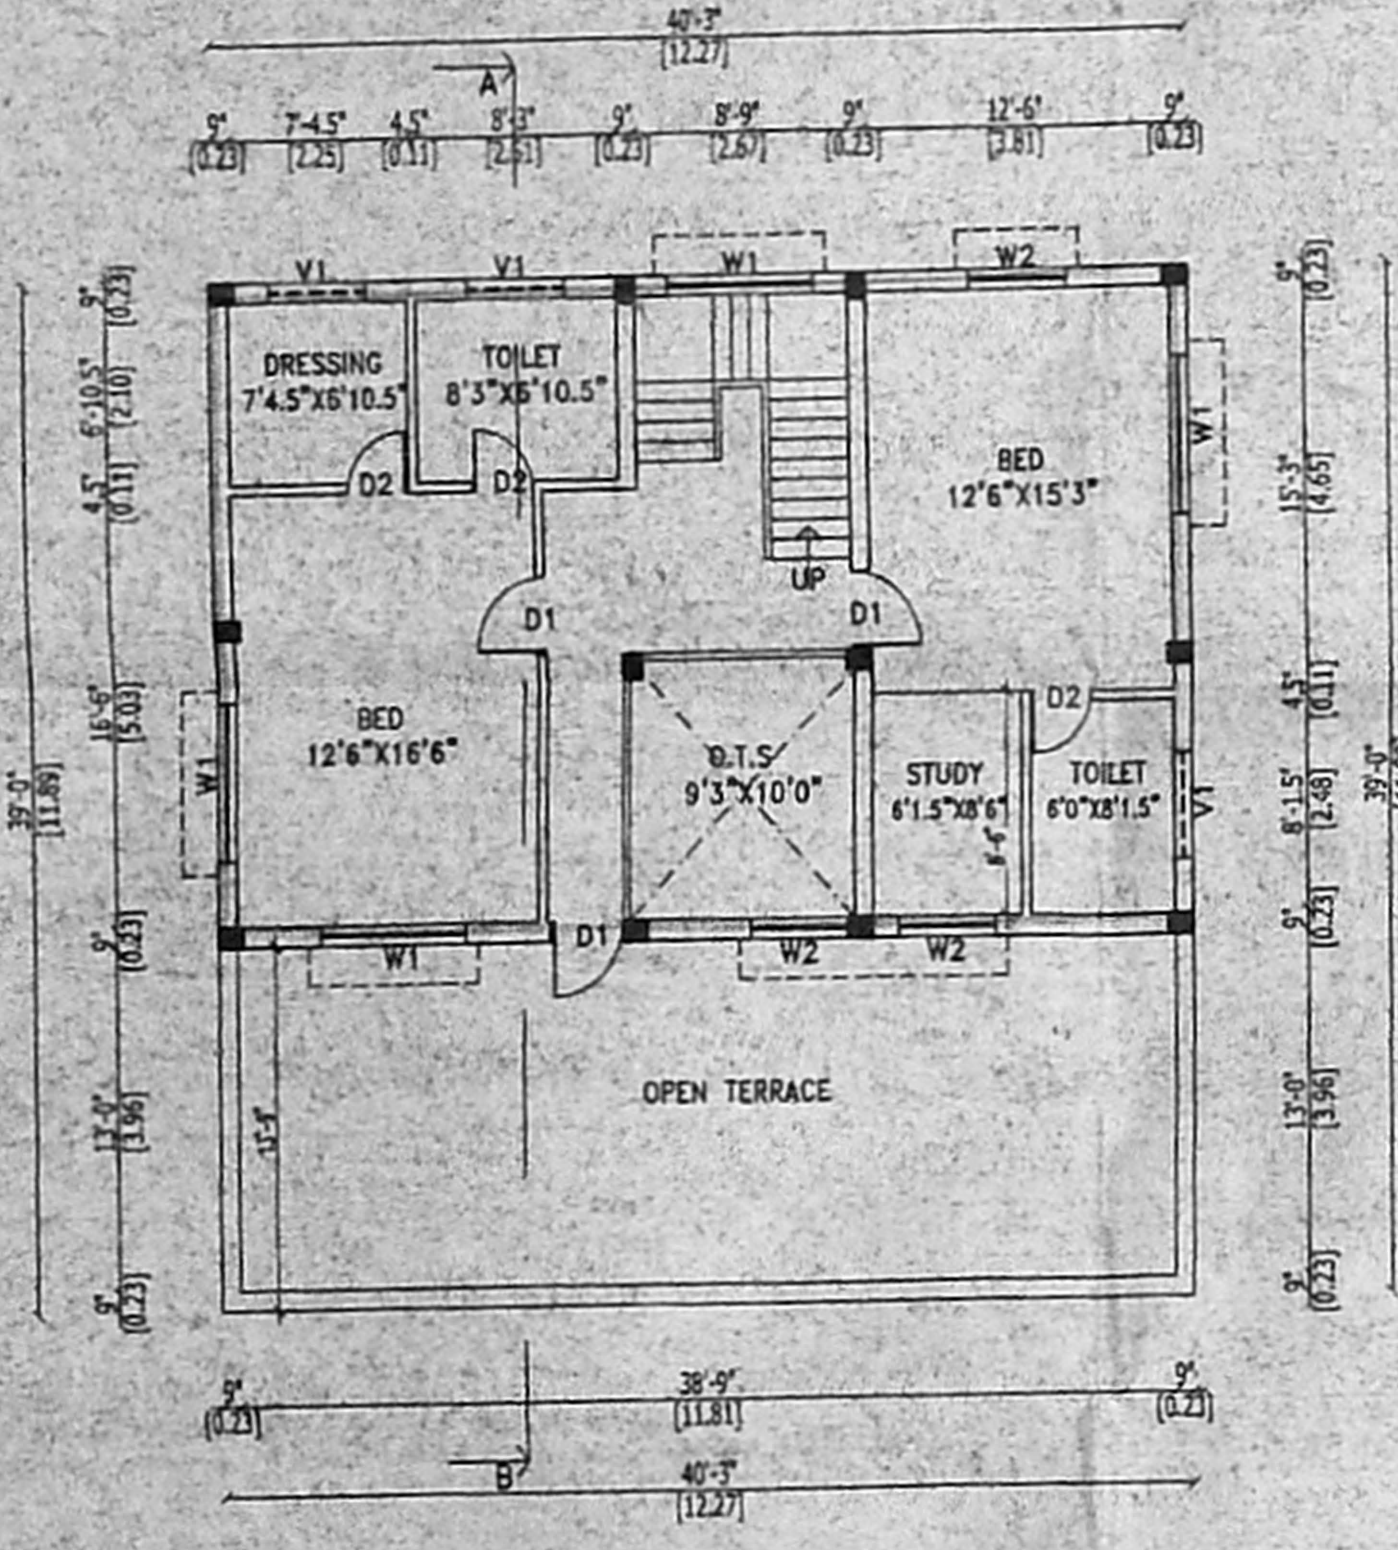 40'-3"
[12.27]
A
9" 7'-4.5" 4.5" 8'-3" 9" 8'-9" 9" 12'-6" 9"
[0.23] [2.25] [0.11] [2.51] [0.23] [2.67] [0.23] [3.81] [0.23]
V1 V1 W1 W2
9"
[0.23]
6'-10.5"
[2.10]
4.5"
[0.11]
16'-6"
[5.03]
39'-0"
[11.89]
9"
[0.23]
13'-0"
[3.96]
9"
[0.23]
DRESSING
7'4.5"X6'10.5"
TOILET
8'3"X6'10.5"
D2 D2
BED
12'6"X15'3"
W1
UP
D1 D1
BED
12'6"X16'6"
W1
O.T.S
9'3"X10'0"
D2
STUDY
6'1.5"X8'6"
TOILET
6'0"X8'1.5"
V1
W1 D1 W2 W2
OPEN TERRACE
9"
[0.23]
15'-3"
[4.65]
4.5"
[0.11]
8'-1.5"
[2.48]
9"
[0.23]
13'-0"
[3.96]
9"
[0.23]
39'-0"
9" 38'-9" 9"
[0.23] [11.81] [0.23]
B
40'-3"
[12.27]